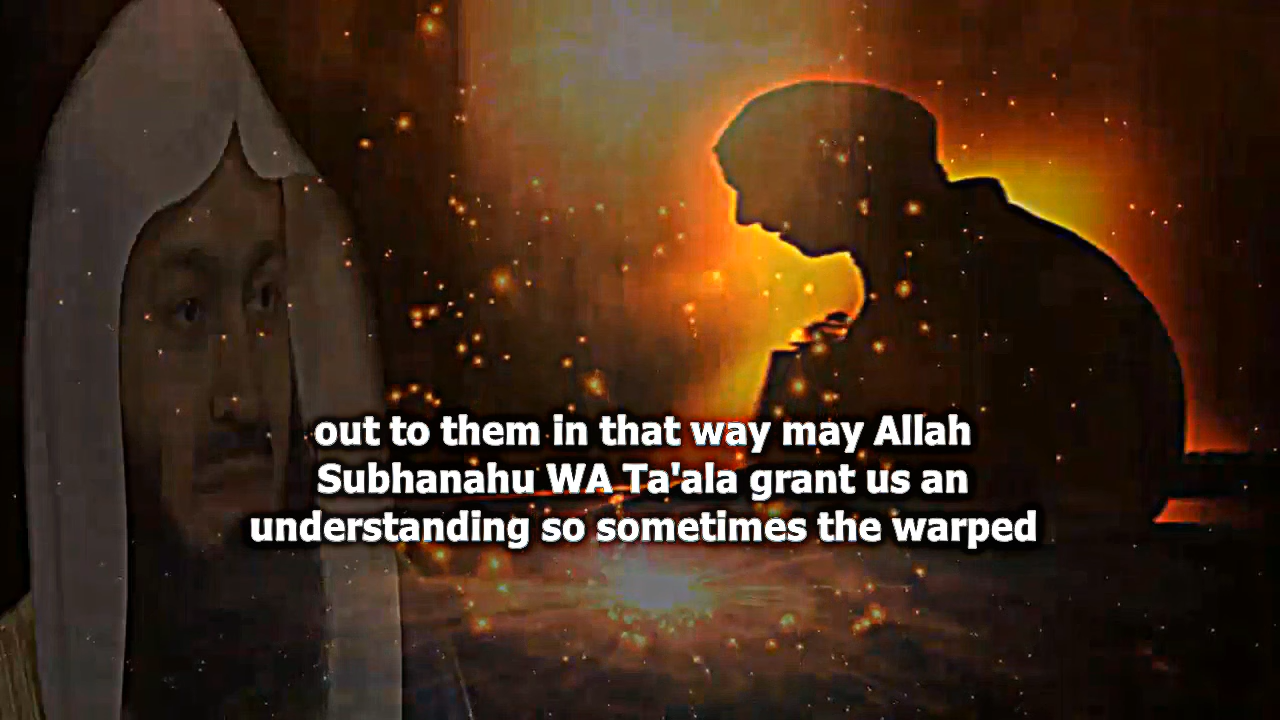 out to them in that way may Allah
Subhanahu WA Ta'ala grant us an
understanding so sometimes the warped